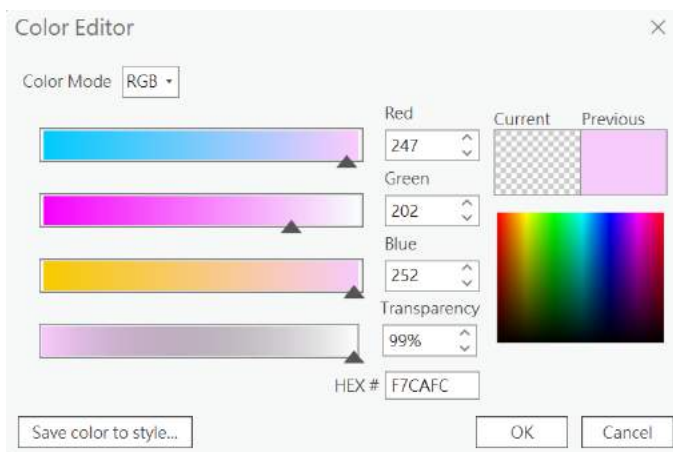 Color Editor
Color Mode RGB
Red
Current Previous
247
Green
202
Blue
252
Transparency
99%
HEX # F7CAFC
Save color to style...
OK
Cancel